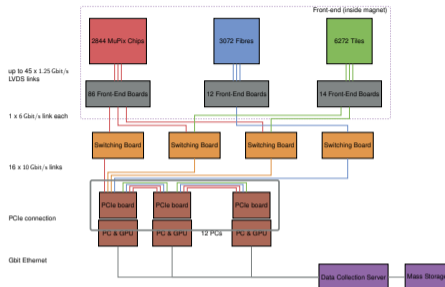 Front-end (inside magnet)
2844 MuPix Chips
3072 Fibres
6272 Tiles
up to 45 x 1.25 Gbit/s
LVDS links
86 Front-End Boards
12 Front-End Boards
14 Front-End Boards
1 x 6 Gbit/s link each
Switching Board
Switching Board
Switching Board
Switching Board
16 x 10 Gbit/s links
PCIe board
PCIe board
PCIe board
PCIe connection
PC & GPU
PC & GPU
12 PCs
PC & GPU
Gbit Ethernet
Data Collection Server
Mass Storage